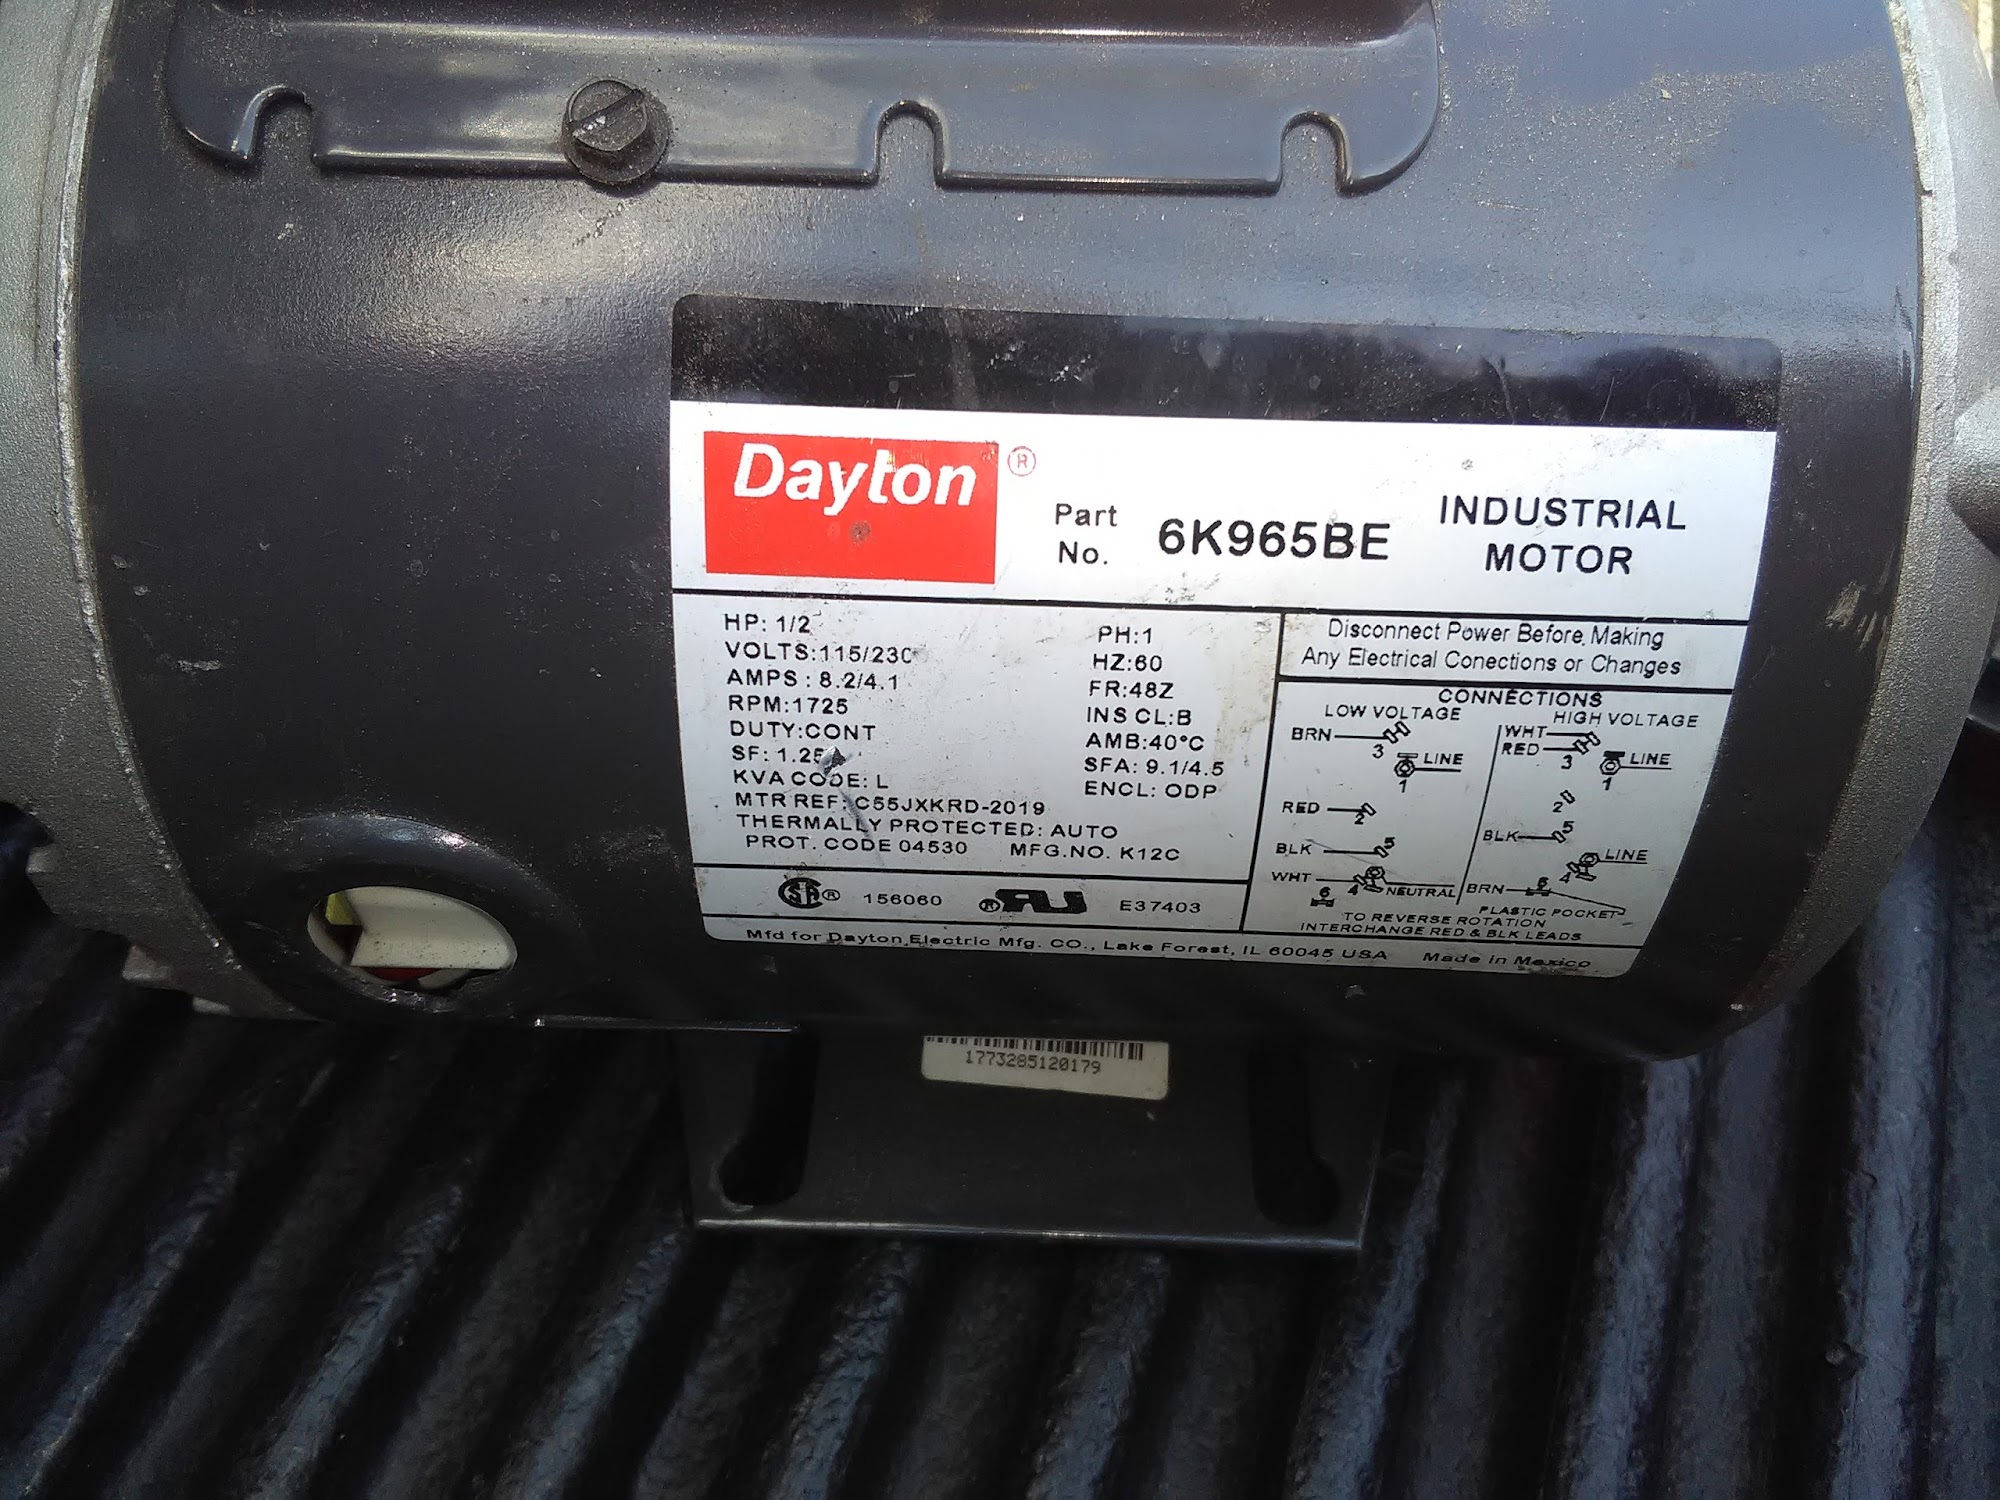 Dayton ®
Part No. 6K965BE
INDUSTRIAL
MOTOR
HP: 1/2
VOLTS:115/230
AMPS : 8.2/4.1
RPM:1725
DUTY:CONT
SF: 1.25
KVA CODE: L
MTR REF: C55JXKRD-2019
THERMALLY PROTECTED: AUTO
PROT. CODE 04530 MFG.NO. K12C
PH:1
HZ:60
FR:48Z
INS CL:B
AMB:40°C
SFA: 9.1/4.5
ENCL: ODP
SA ® 156060 ® RU E37403
Mfd for Dayton Electric Mfg. CO., Lake Forest, IL 60045 USA Made in Mexico
Disconnect Power Before Making
Any Electrical Conections or Changes
CONNECTIONS
LOW VOLTAGE
BRN 3
LINE
1
RED 2
BLK 5
WHT 6 4 NEUTRAL
HIGH VOLTAGE
WHT
RED 3
LINE
1
2
BLK 5
LINE
4
BRN 6
PLASTIC POCKET
TO REVERSE ROTATION
INTERCHANGE RED & BLK LEADS
1773285120179